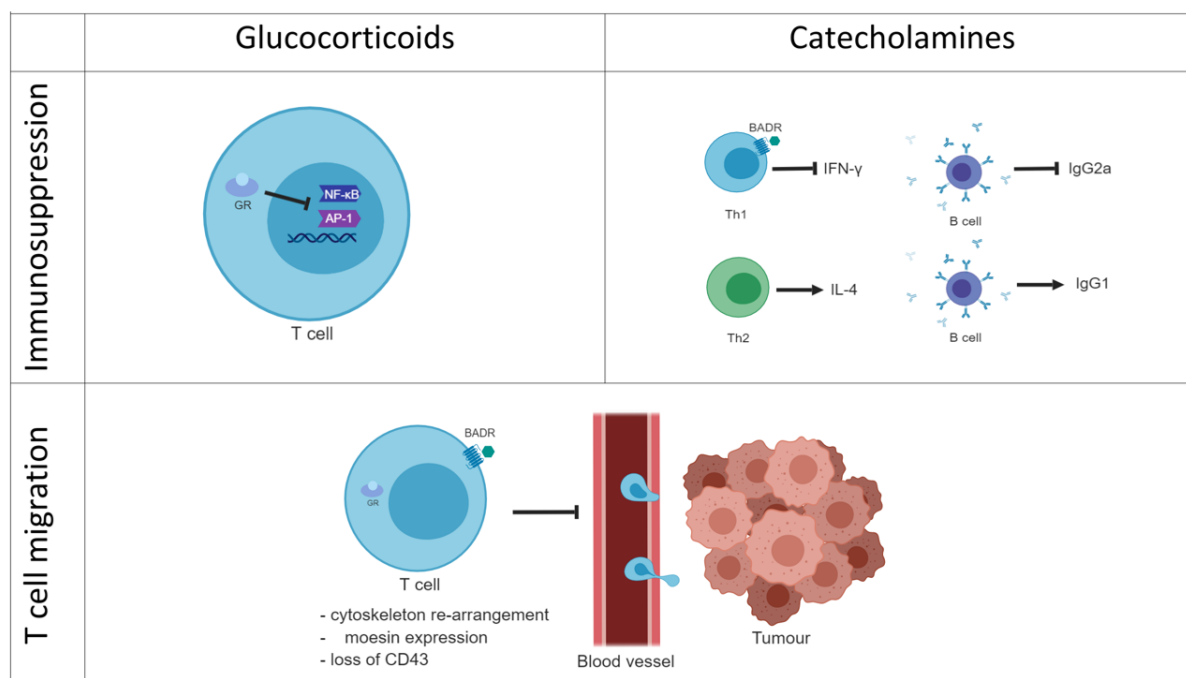 Glucocorticoids
Catecholamines
Immunosuppression
GR
NF-κB
AP-1
T cell
BADR
IFN-γ
Th1
IgG2a
B cell
IL-4
Th2
IgG1
B cell
T cell migration
BADR
GR
T cell
- cytoskeleton re-arrangement
- moesin expression
- loss of CD43
Blood vessel
Tumour